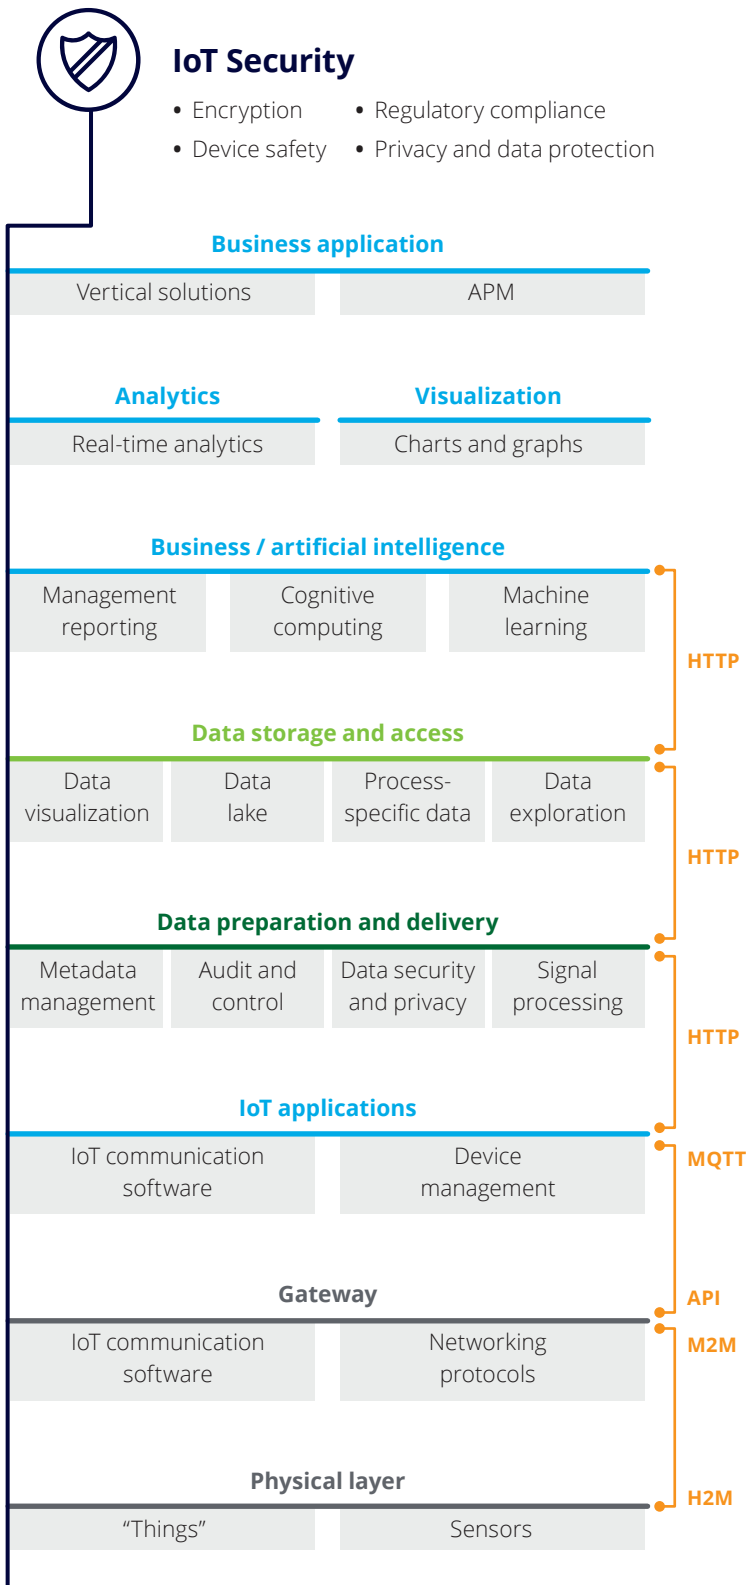 IoT Security
• Encryption • Regulatory compliance
• Device safety • Privacy and data protection
Business application
Vertical solutions APM
Analytics Visualization
Real-time analytics Charts and graphs
Business / artificial intelligence
Management Cognitive Machine
reporting computing learning
HTTP
Data storage and access
Data Data Process- Data
visualization lake specific data exploration
HTTP
Data preparation and delivery
Metadata Audit and Data security Signal
management control and privacy processing
HTTP
IoT applications
IoT communication Device MQTT
software management
Gateway API
IoT communication Networking M2M
software protocols
Physical layer H2M
“Things” Sensors